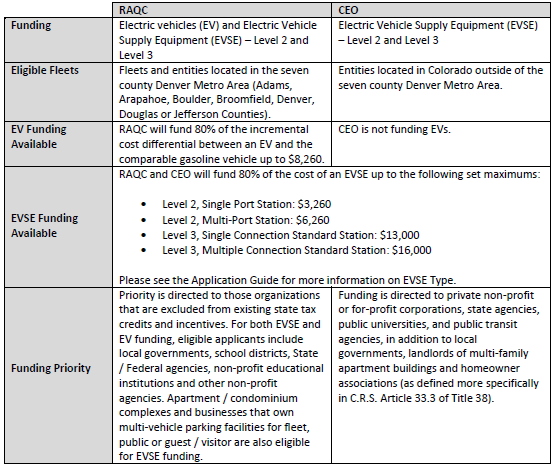 RAQC CEO
Funding
Electric vehicles (EV) and Electric Vehicle
Supply Equipment (EVSE) – Level 2 and
Level 3
Electric Vehicle Supply Equipment (EVSE)
– Level 2 and Level 3
Eligible Fleets
Fleets and entities located in the seven
county Denver Metro Area (Adams,
Arapahoe, Boulder, Broomfield, Denver,
Douglas or Jefferson Counties).
Entities located in Colorado outside of the
seven county Denver Metro Area.
EV Funding
Available
RAQC will fund 80% of the incremental
cost differential between an EV and the
comparable gasoline vehicle up to $8,260.
CEO is not funding EVs.
EVSE Funding
Available
RAQC and CEO will fund 80% of the cost of an EVSE up to the following set maximums:
• Level 2, Single Port Station: $3,260
• Level 2, Multi-Port Station: $6,260
• Level 3, Single Connection Standard Station: $13,000
• Level 3, Multiple Connection Standard Station: $16,000
Please see the Application Guide for more information on EVSE Type.
Funding Priority
Priority is directed to those organizations
that are excluded from existing state tax
credits and incentives. For both EVSE and
EV funding, eligible applicants include
local governments, school districts, State
/ Federal agencies, non-profit educational
institutions and other non-profit
agencies. Apartment / condominium
complexes and businesses that own
multi-vehicle parking facilities for fleet,
public or guest / visitor are also eligible
for EVSE funding.
Funding is directed to private non-profit
or for-profit corporations, state agencies,
public universities, and public transit
agencies, in addition to local
governments, landlords of multi-family
apartment buildings and homeowner
associations (as defined more specifically
in C.R.S. Article 33.3 of Title 38).